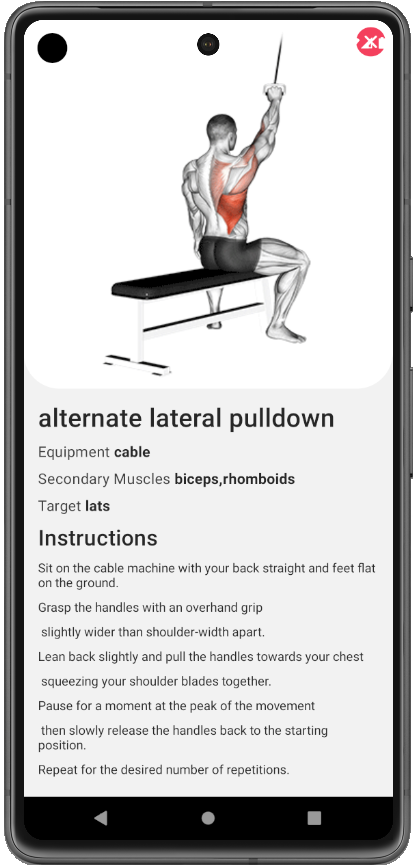 alternate lateral pulldown
Equipment cable
Secondary Muscles biceps,rhomboids
Target lats
Instructions
Sit on the cable machine with your back straight and feet flat
on the ground.
Grasp the handles with an overhand grip
slightly wider than shoulder-width apart.
Lean back slightly and pull the handles towards your chest
squeezing your shoulder blades together.
Pause for a moment at the peak of the movement
then slowly release the handles back to the starting
position.
Repeat for the desired number of repetitions.